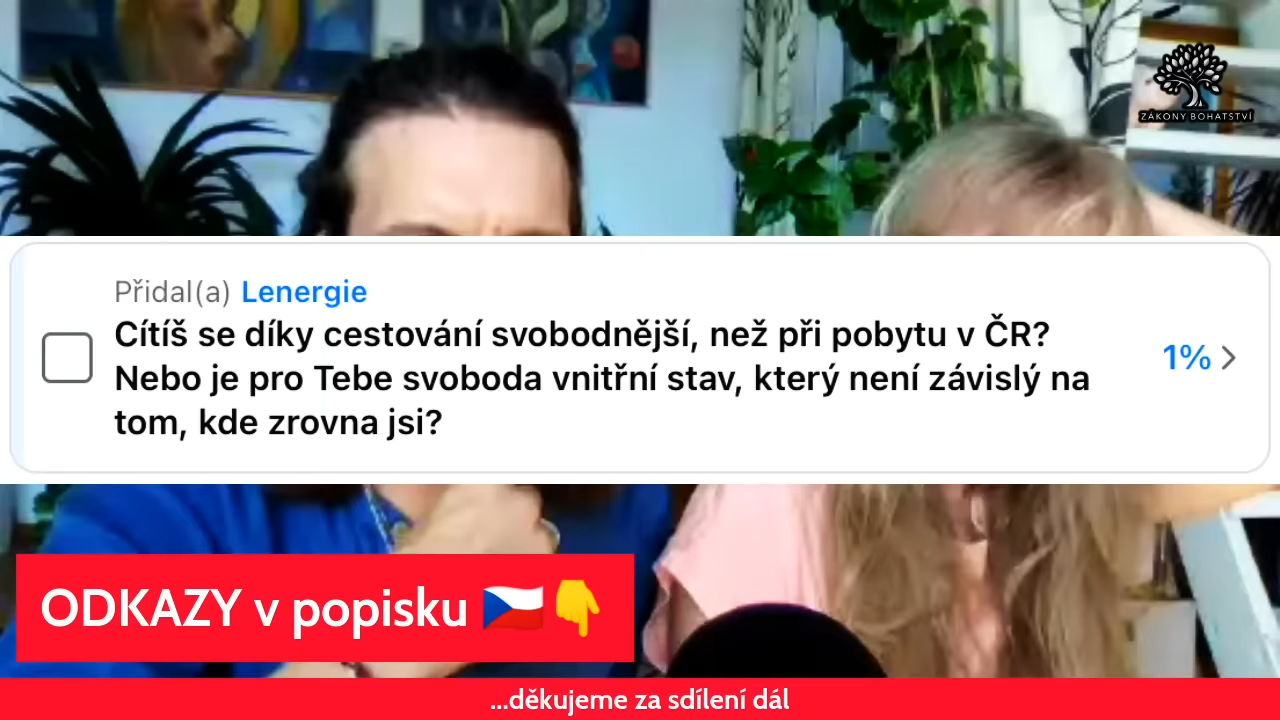 ZÁKONY BOHATSTVÍ
Přidal(a) Lenergie
Cítíš se díky cestování svobodnější, než při pobytu v ČR?
Nebo je pro Tebe svoboda vnitřní stav, který není závislý na
tom, kde zrovna jsi?
1%
ODKAZY v popisku 🇨🇿👇
...děkujeme za sdílení dál